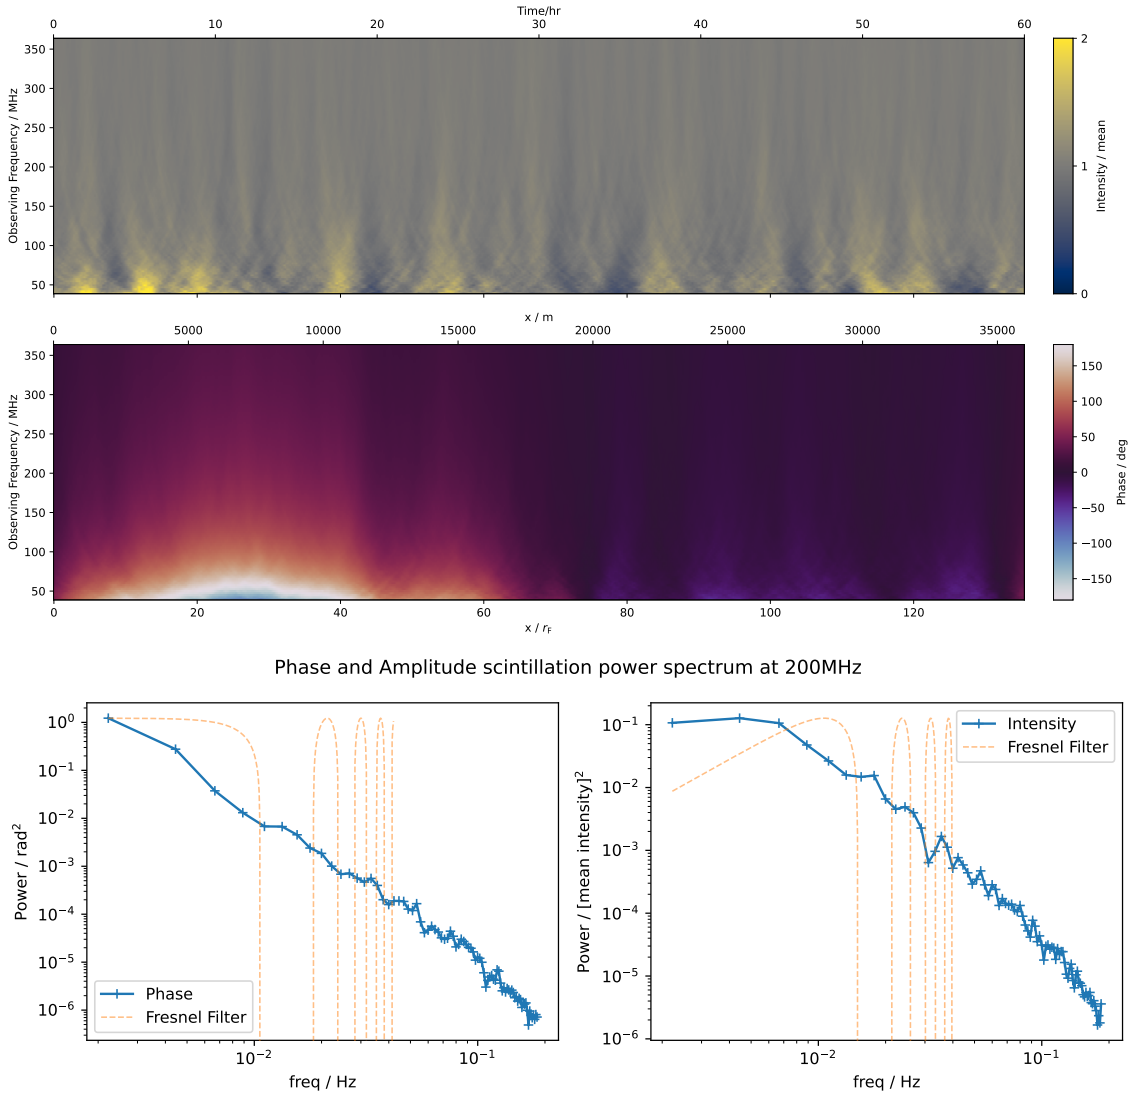 Time/hr
0 10 20 30 40 50 60
350
300
250
200
150
100
50
Observing Frequency / MHz
2
1
0
Intensity / mean
x / m
0 5000 10000 15000 20000 25000 30000 35000
350
300
250
200
150
100
50
Observing Frequency / MHz
0 20 40 60 80 100 120
x / r_F
150
100
50
0
−50
−100
−150
Phase / deg
Phase and Amplitude scintillation power spectrum at 200MHz
10^0
10^−1
10^−2
10^−3
10^−4
10^−5
10^−6
Power / rad^2
Phase
Fresnel Filter
10^−2 10^−1
freq / Hz
10^−1
10^−2
10^−3
10^−4
10^−5
10^−6
Power / [mean intensity]^2
Intensity
Fresnel Filter
10^−2 10^−1
freq / Hz